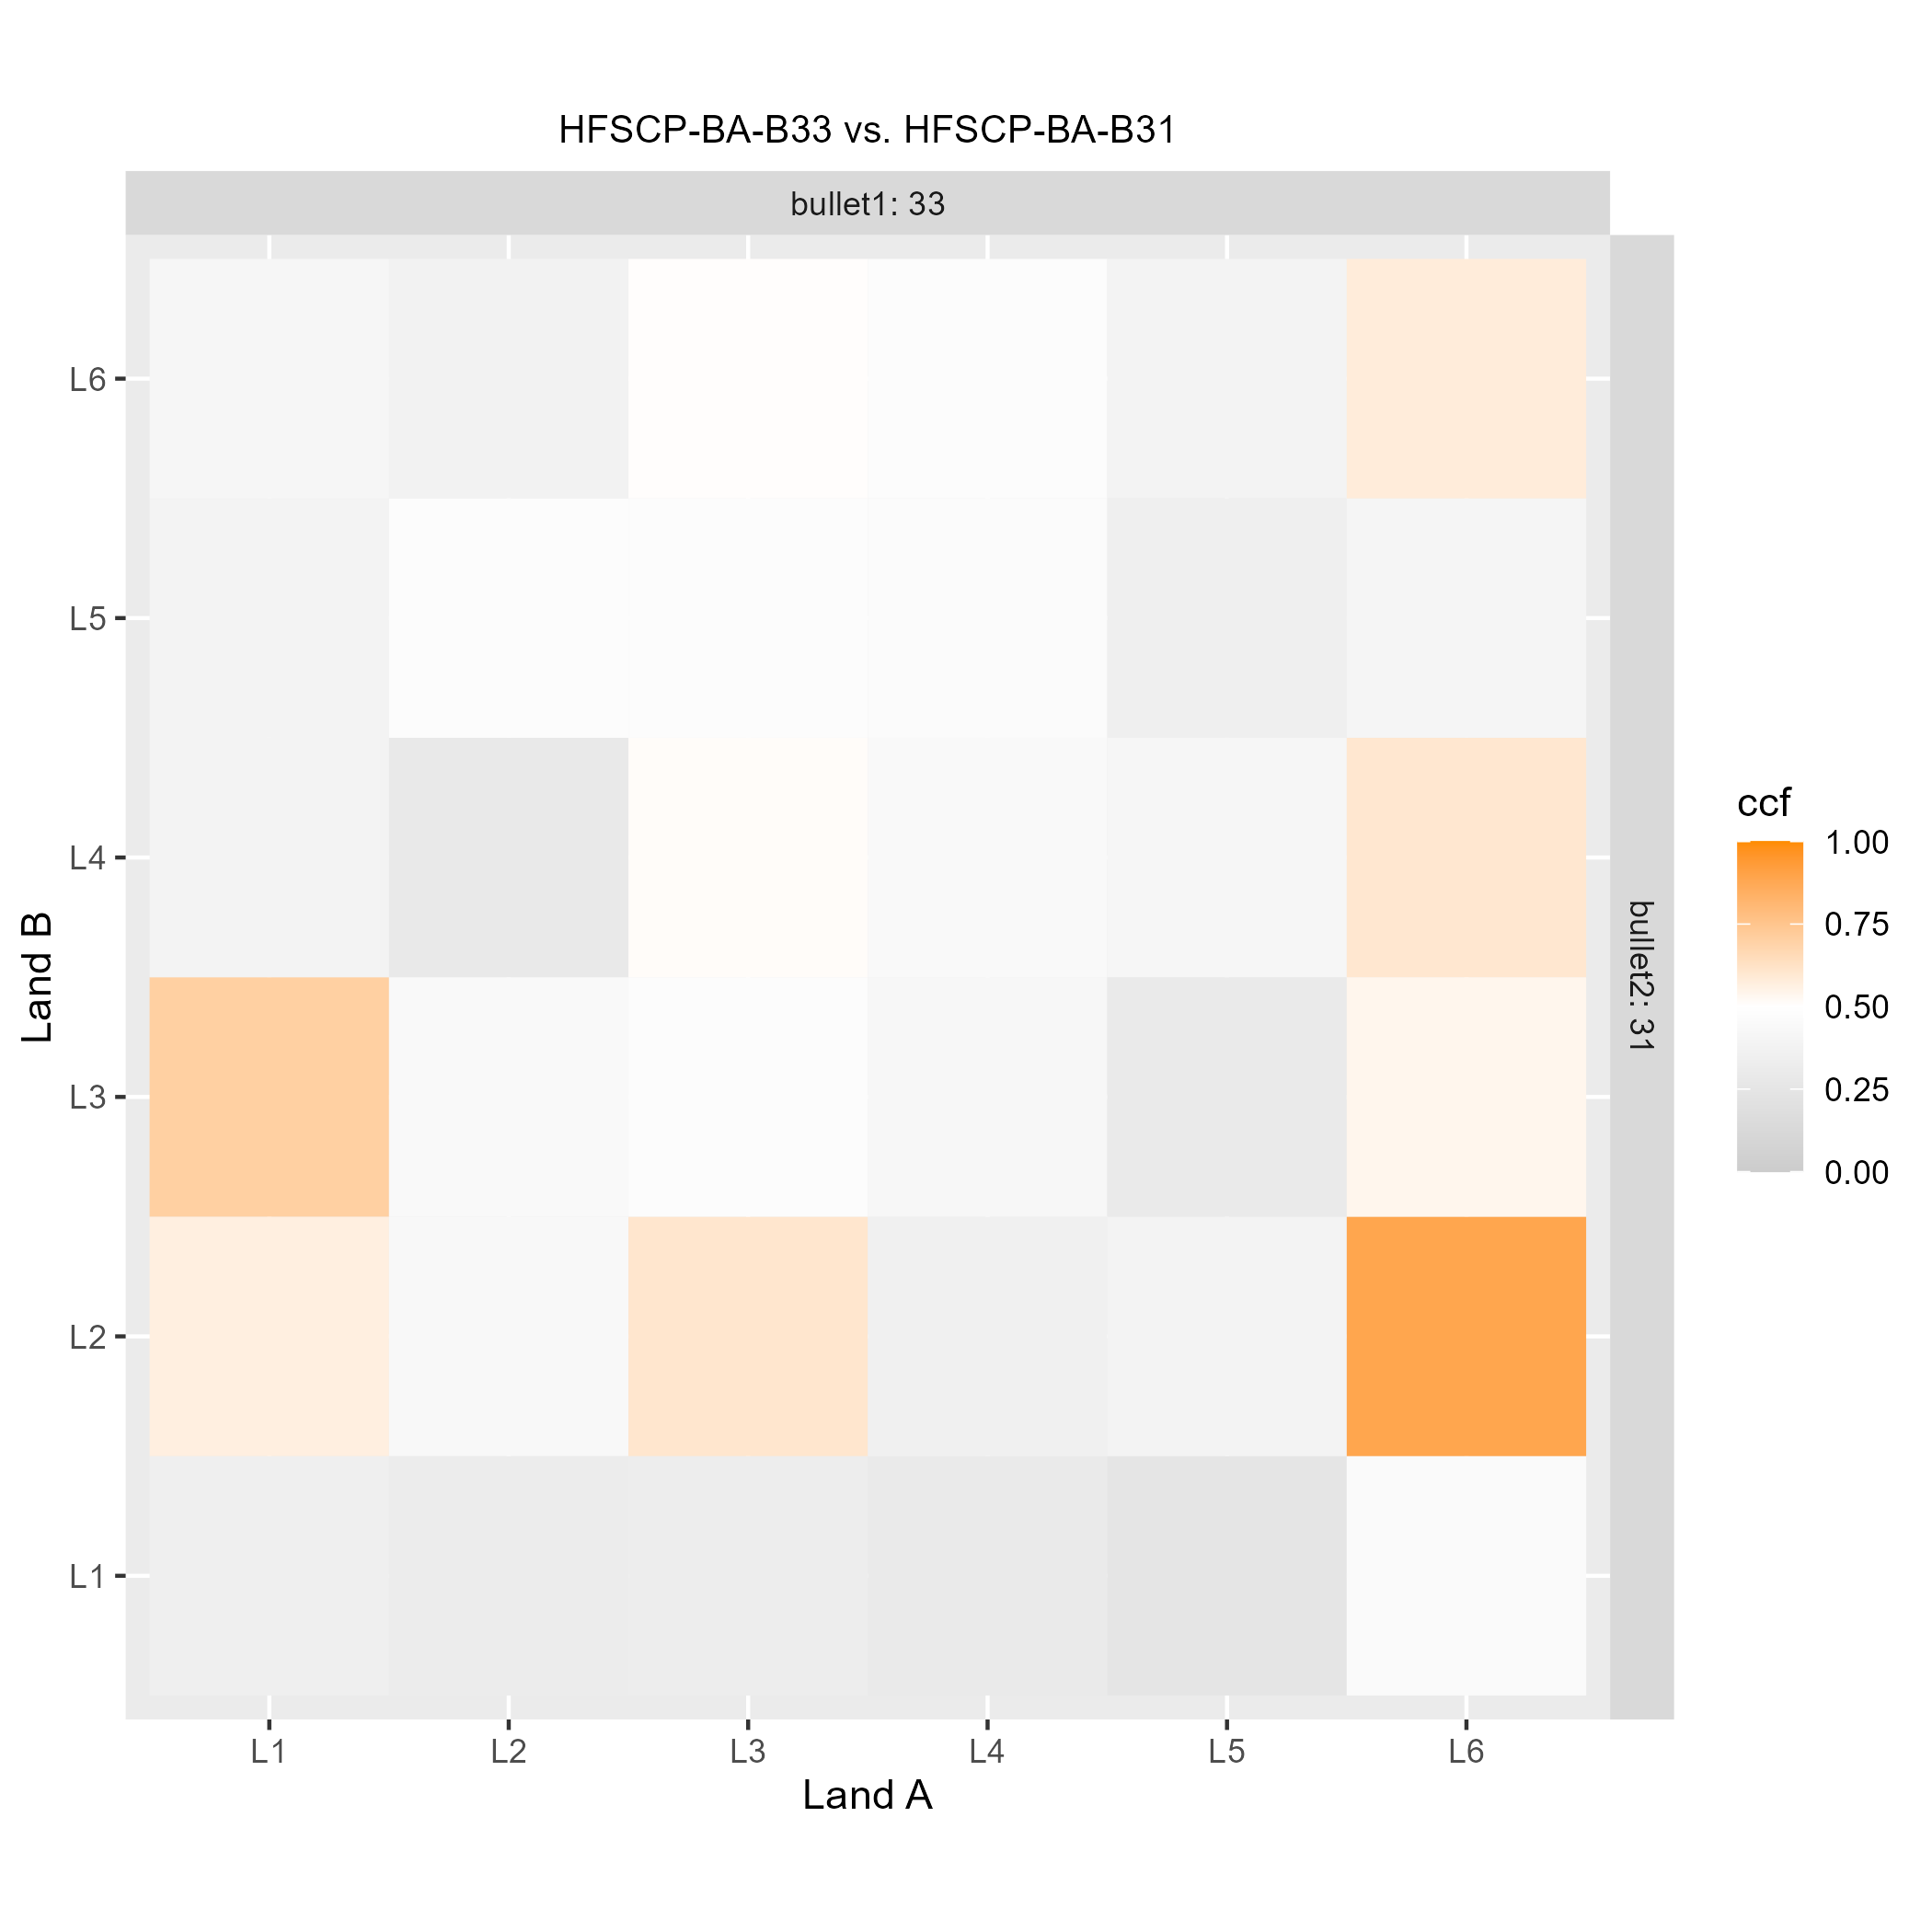 HFSCP-BA-B33 vs. HFSCP-BA-B31
bullet1: 33
L6
L5
L4
L3
L2
L1
Land B
bullet2: 31
L1 L2 L3 L4 L5 L6
Land A
ccf
1.00
0.75
0.50
0.25
0.00